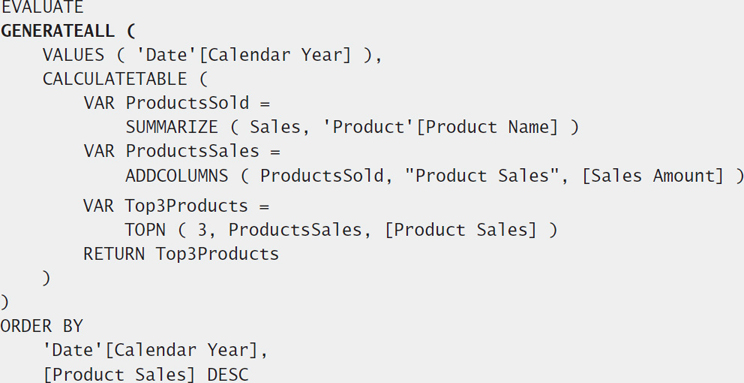 EVALUATE
GENERATEALL (
    VALUES ( 'Date'[Calendar Year] ),
    CALCULATETABLE (
        VAR ProductsSold =
            SUMMARIZE ( Sales, 'Product'[Product Name] )
        VAR ProductsSales =
            ADDCOLUMNS ( ProductsSold, "Product Sales", [Sales Amount] )
        VAR Top3Products =
            TOPN ( 3, ProductsSales, [Product Sales] )
        RETURN Top3Products
    )
)
ORDER BY
    'Date'[Calendar Year],
    [Product Sales] DESC